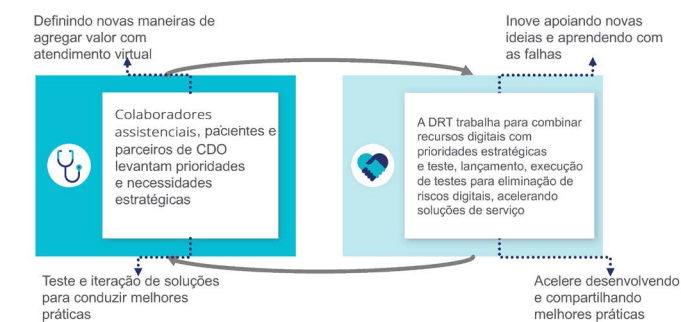 Definindo novas maneiras de
agregar valor com
atendimento virtual
Inove apoiando novas
ideias e aprendendo com
as falhas
Colaboradores
assistenciais, pacientes e
parceiros de CDO
levantam prioridades
e necessidades
estratégicas
A DRT trabalha para combinar
recursos digitais com
prioridades estratégicas
e teste, lançamento, execução
de testes para eliminação de
riscos digitais, acelerando
soluções de serviço
Teste e iteração de soluções
para conduzir melhores
práticas
Acelere desenvolvendo
e compartilhando
melhores práticas